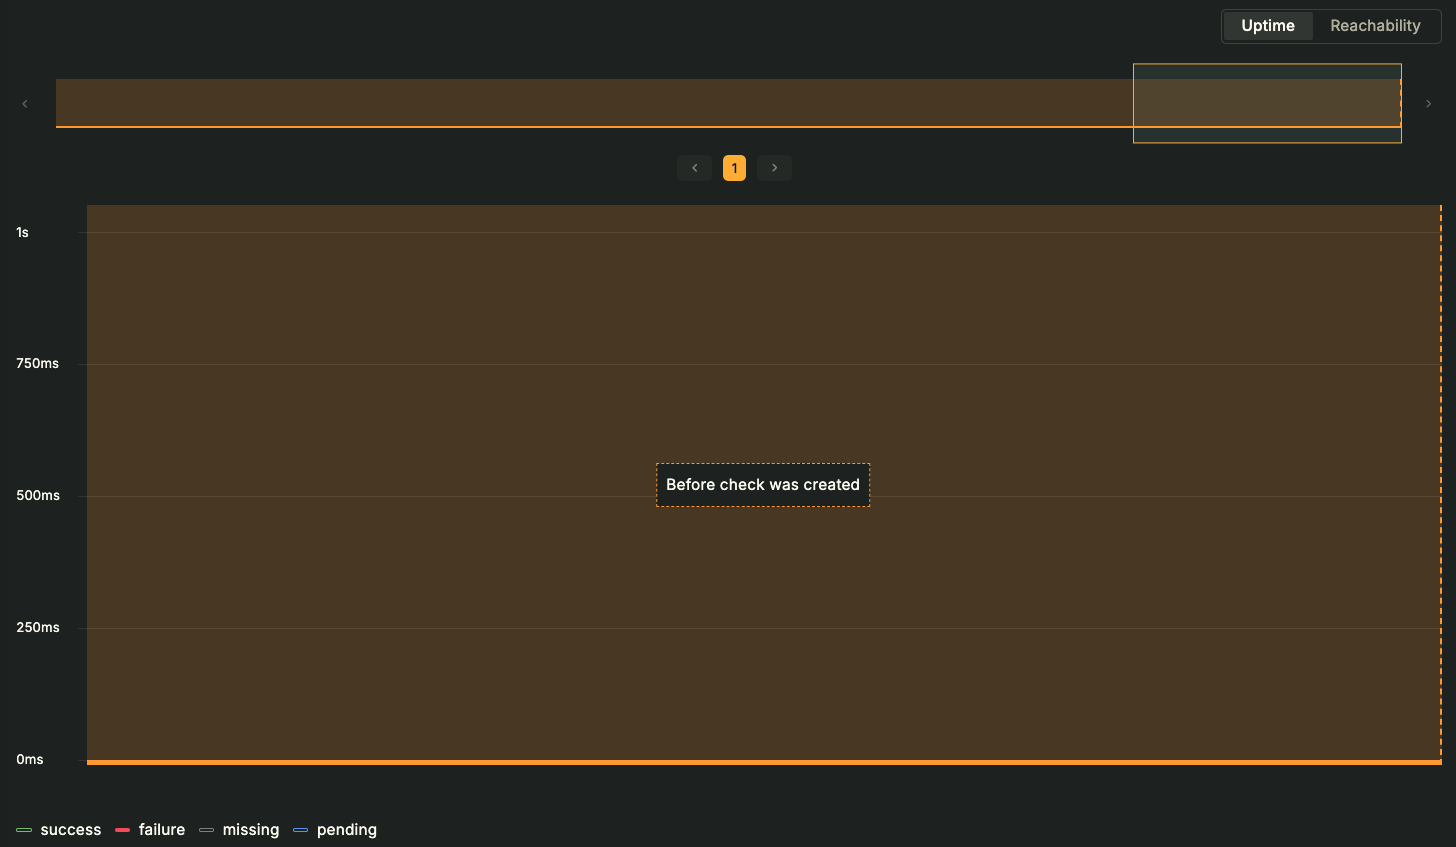 Uptime Reachability
1
1s
750ms
Before check was created
500ms
250ms
0ms
success failure missing pending